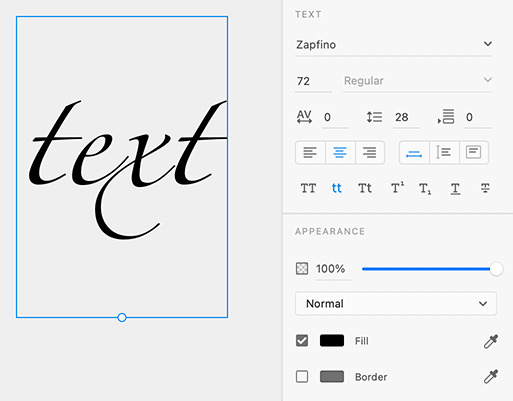 text
TEXT
Zapfino
72 Regular
AV 0 28 0
TT tt Tt T¹ T₁ T T
APPEARANCE
100%
Normal
Fill
Border